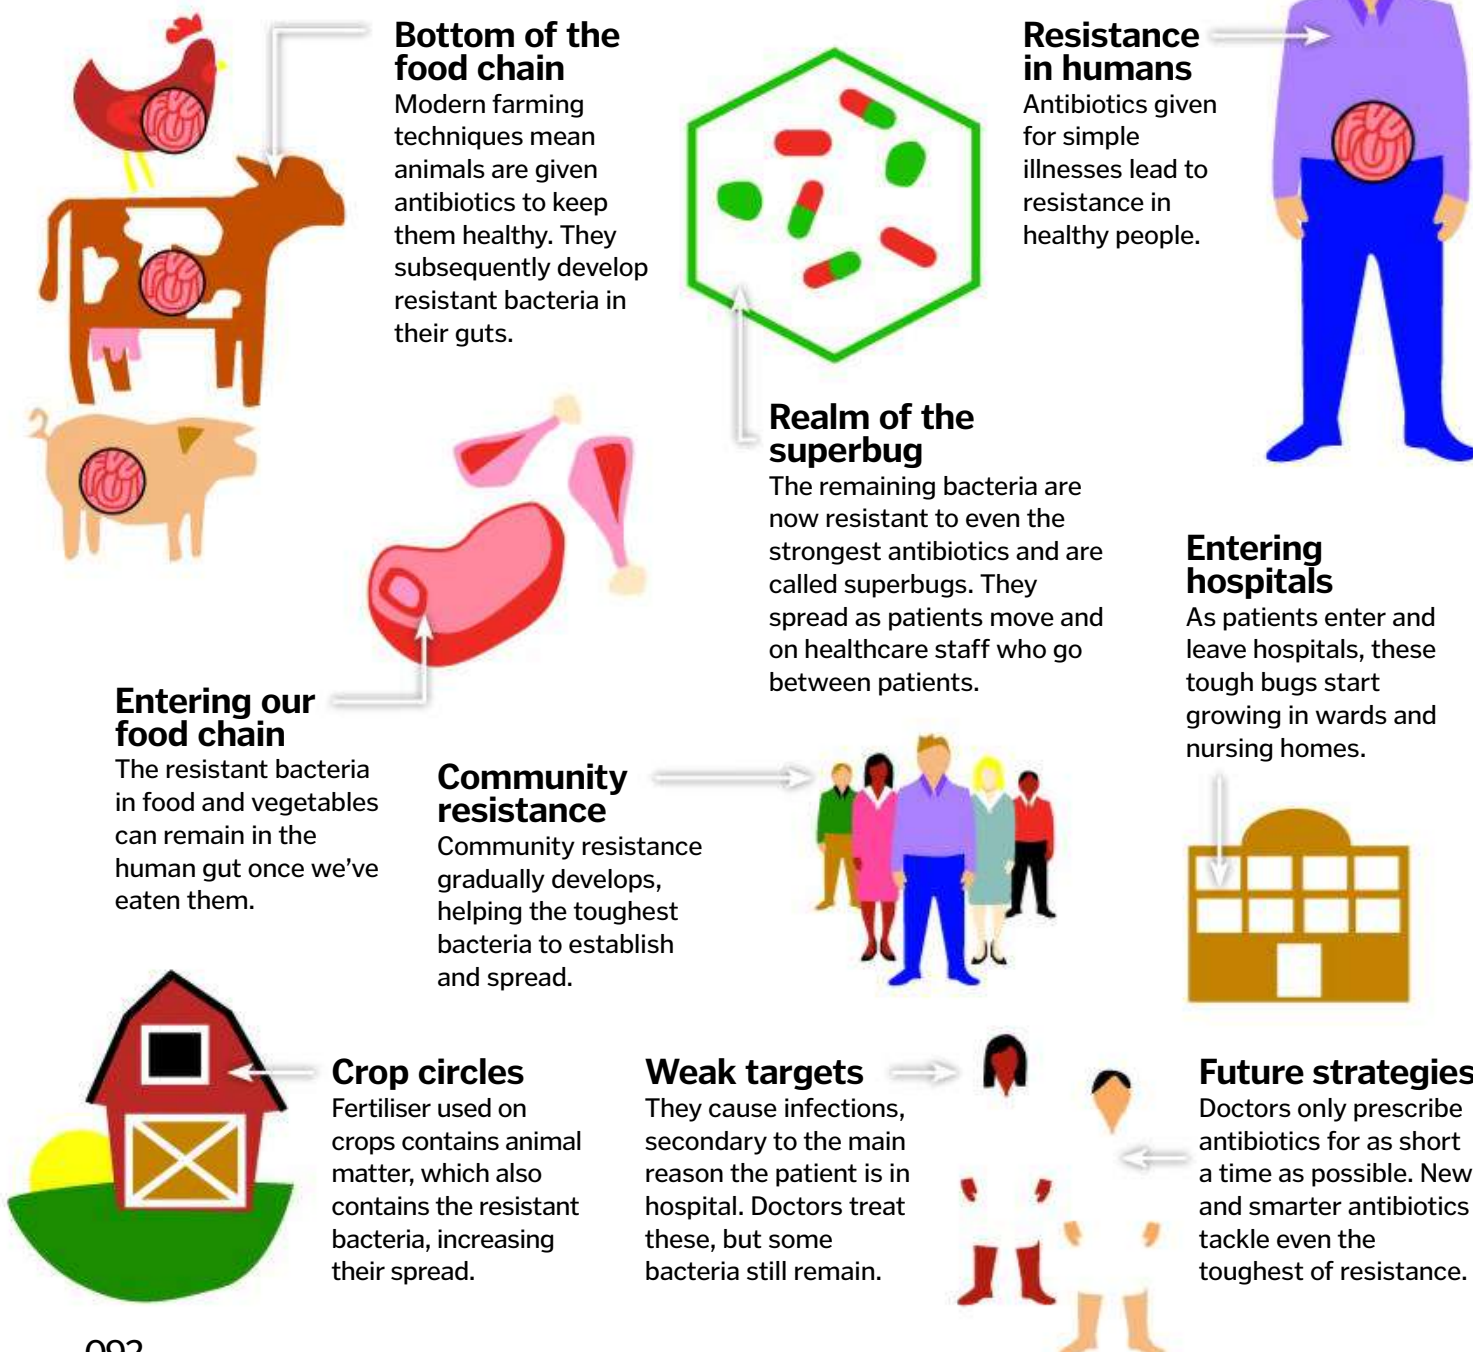 Bottom of the
food chain
Modern farming
techniques mean
animals are given
antibiotics to keep
them healthy. They
subsequently develop
resistant bacteria in
their guts.
Resistance
in humans
Antibiotics given
for simple
illnesses lead to
resistance in
healthy people.
Realm of the
superbug
The remaining bacteria are
now resistant to even the
strongest antibiotics and are
called superbugs. They
spread as patients move and
on healthcare staff who go
between patients.
Entering
hospitals
As patients enter and
leave hospitals, these
tough bugs start
growing in wards and
nursing homes.
Entering our
food chain
The resistant bacteria
in food and vegetables
can remain in the
human gut once we've
eaten them.
Community
resistance
Community resistance
gradually develops,
helping the toughest
bacteria to establish
and spread.
Crop circles
Fertiliser used on
crops contains animal
matter, which also
contains the resistant
bacteria, increasing
their spread.
Weak targets
They cause infections,
secondary to the main
reason the patient is in
hospital. Doctors treat
these, but some
bacteria still remain.
Future strategies
Doctors only prescribe
antibiotics for as short
a time as possible. New
and smarter antibiotics
tackle even the
toughest of resistance.
092